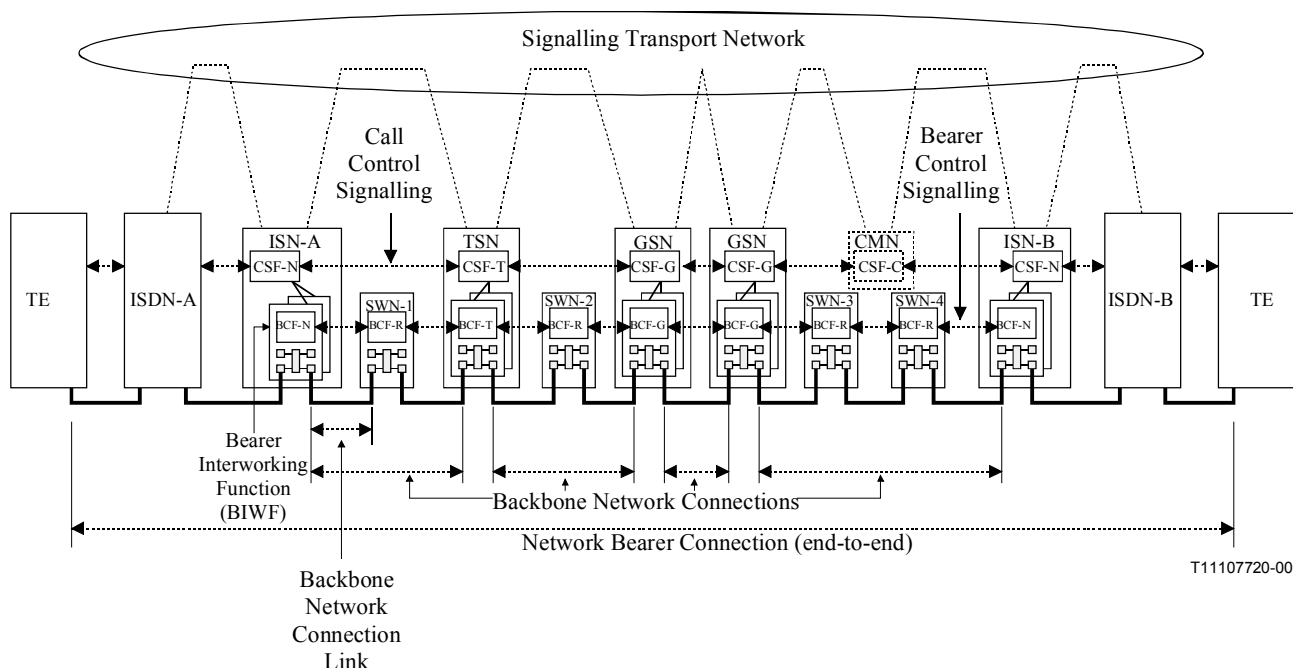 Signalling Transport Network
Call
Control
Signalling
Bearer
Control
Signalling
TE
ISDN-A
ISN-A
CSF-N
BCF-N
SWN-1
BCF-R
TSN
CSF-T
BCF-T
SWN-2
BCF-R
GSN
CSF-G
BCF-G
GSN
CSF-G
BCF-G
SWN-3
BCF-R
CMN
CSF-C
SWN-4
BCF-R
ISN-B
CSF-N
BCF-N
ISDN-B
TE
Bearer
Interworking
Function
(BIWF)
Backbone Network Connections
Network Bearer Connection (end-to-end)
T11107720-00
Backbone
Network
Connection
Link